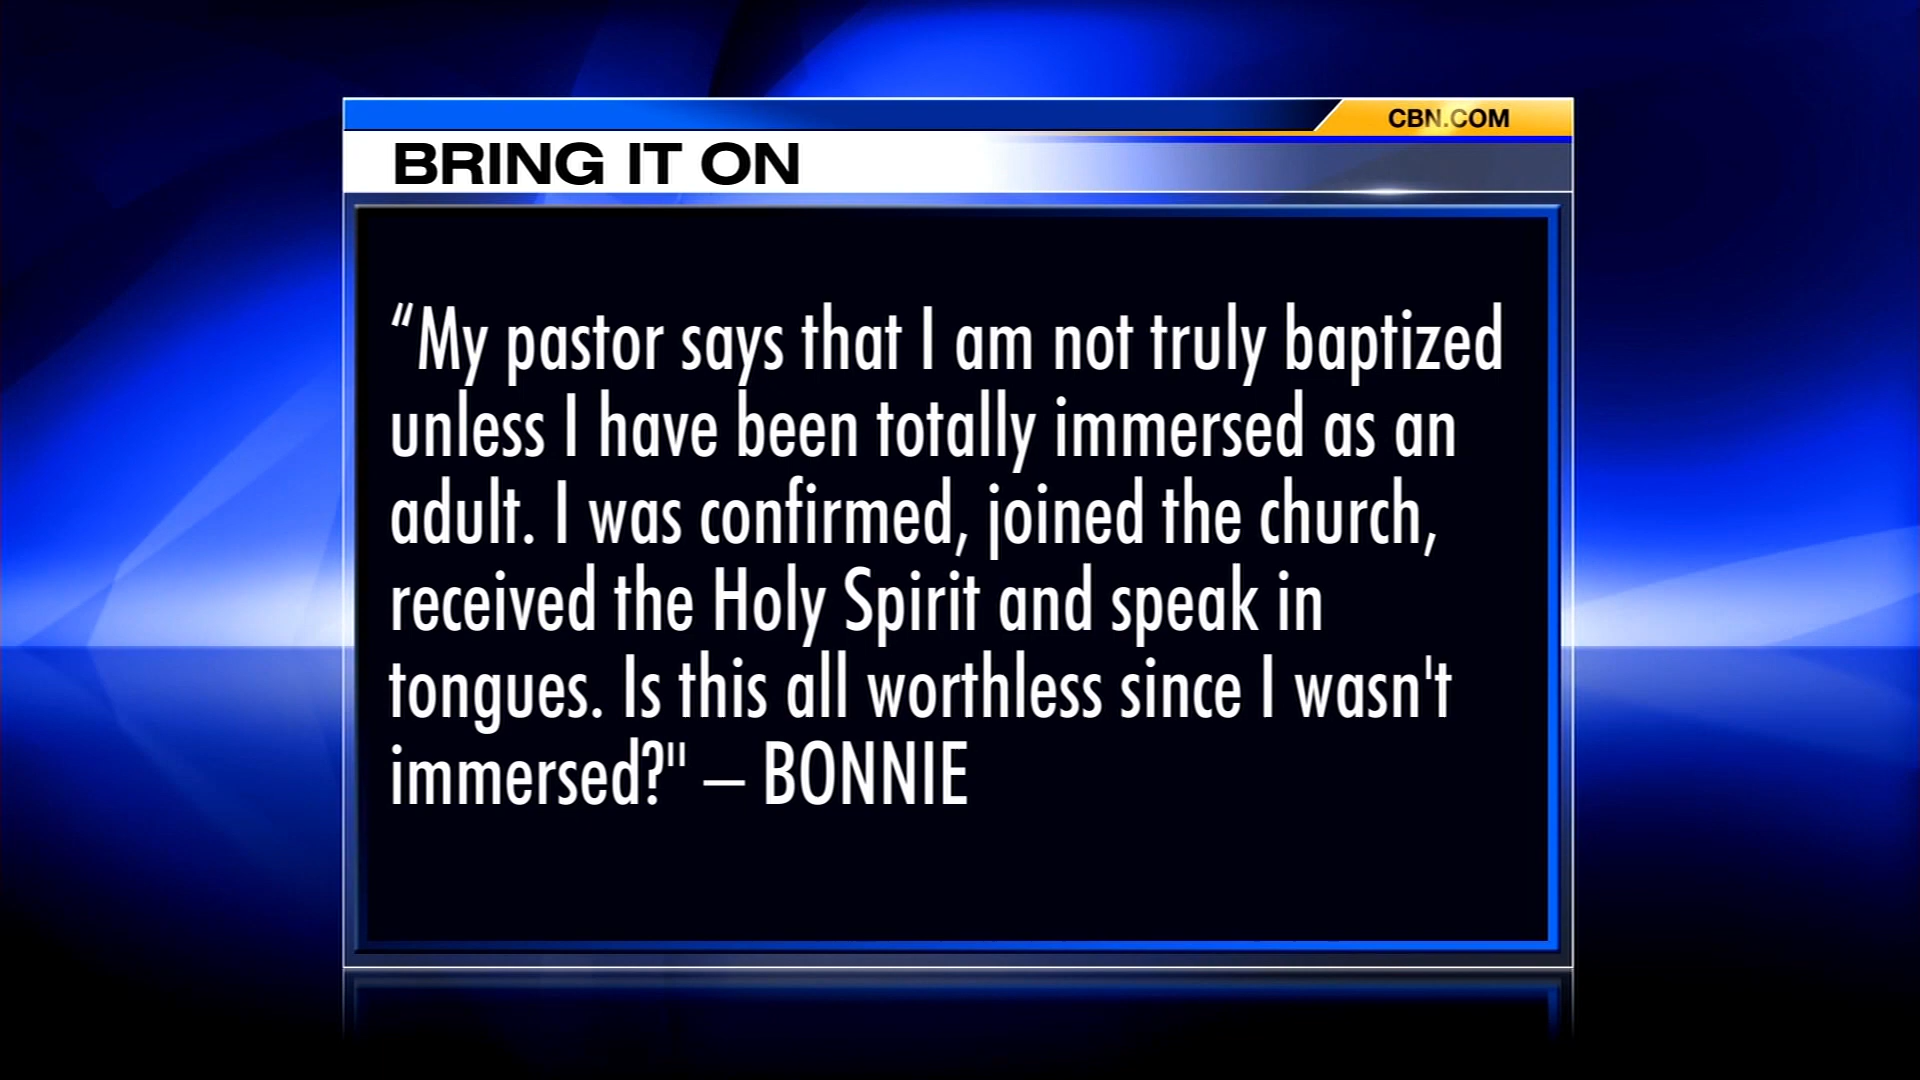 CBN.COM
BRING IT ON
“My pastor says that I am not truly baptized
unless I have been totally immersed as an
adult. I was confirmed, joined the church,
received the Holy Spirit and speak in
tongues. Is this all worthless since I wasn't
immersed?" – BONNIE